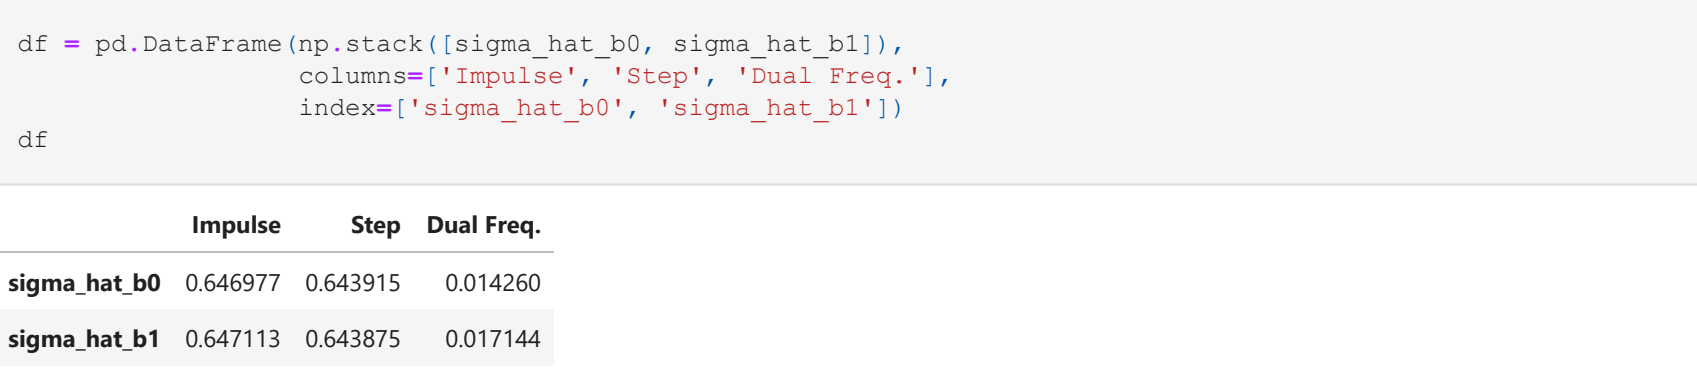 df = pd.DataFrame(np.stack([sigma_hat_b0, sigma_hat_b1]),
columns=['Impulse', 'Step', 'Dual Freq.'],
index=['sigma_hat_b0', 'sigma_hat_b1'])
df
Impulse Step Dual Freq.
sigma_hat_b0 0.646977 0.643915 0.014260
sigma_hat_b1 0.647113 0.643875 0.017144